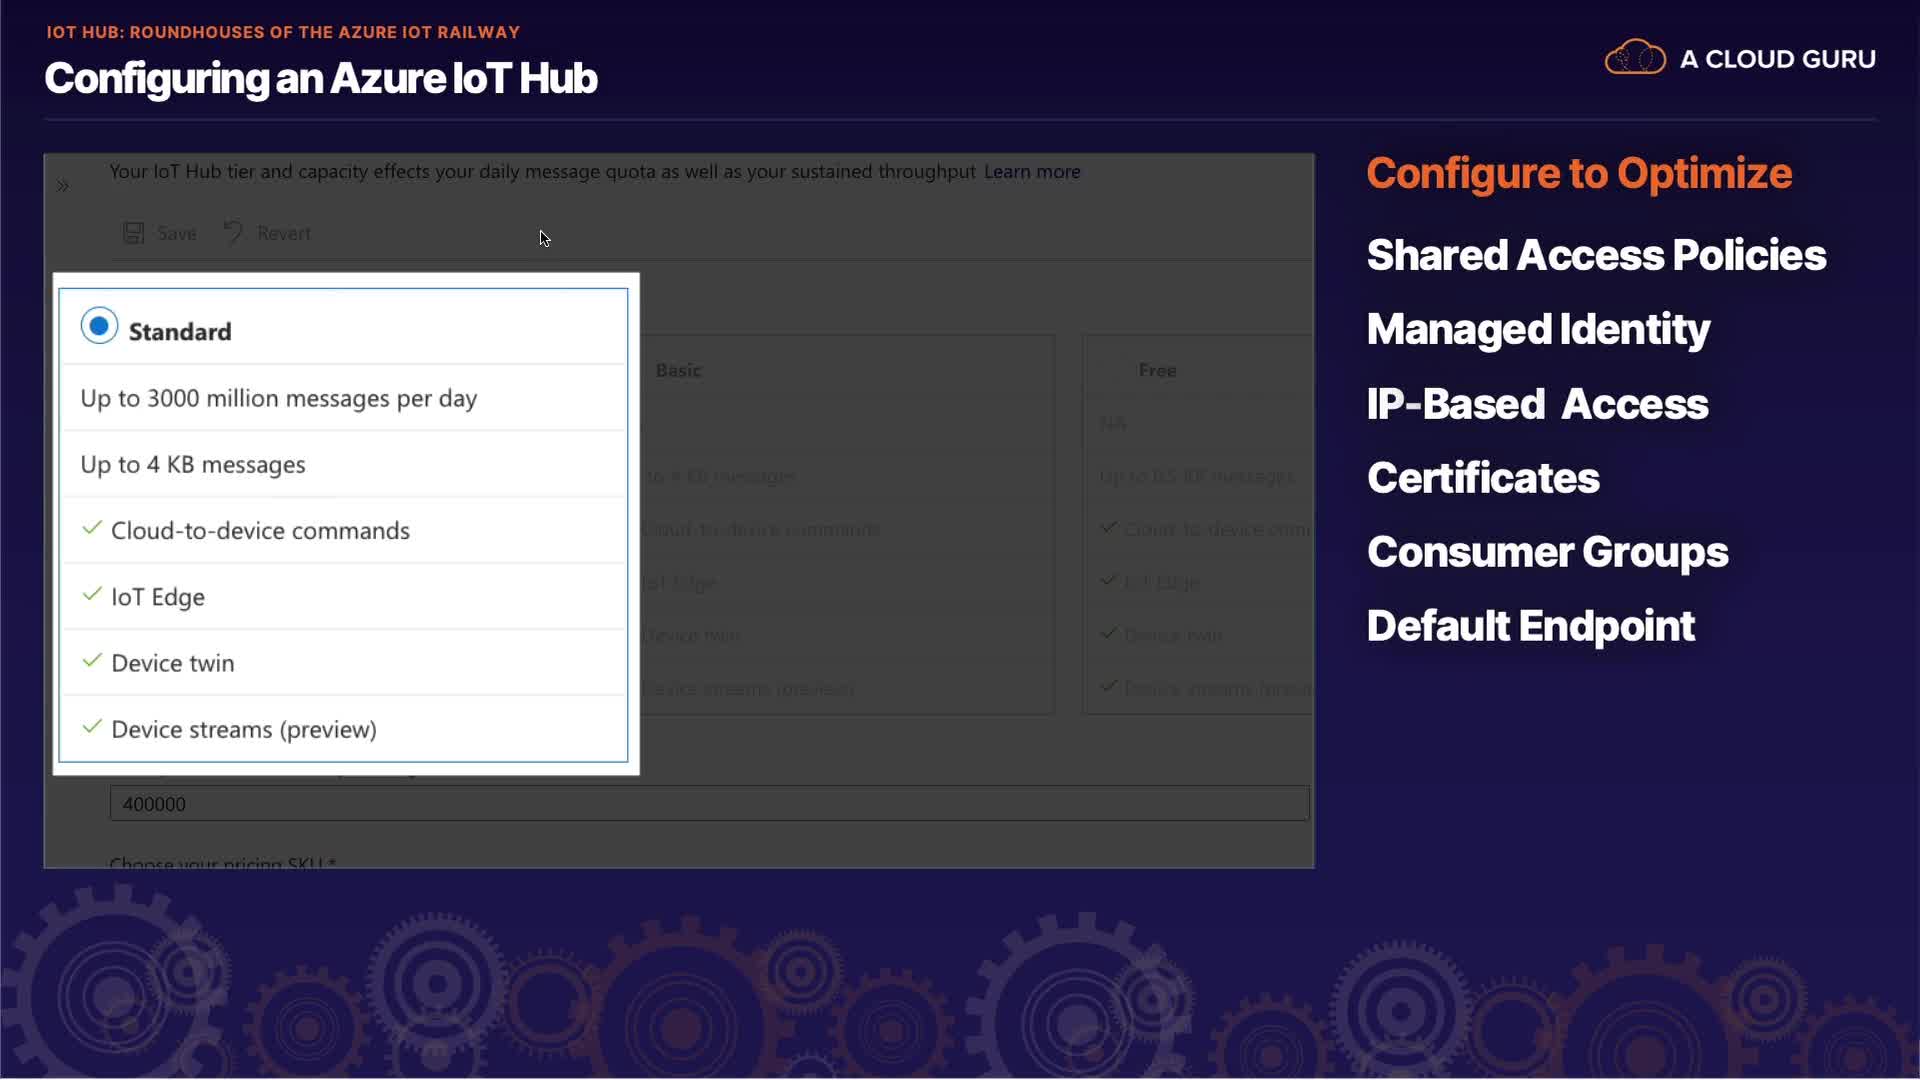 IOT HUB: ROUNDHOUSES OF THE AZURE IOT RAILWAY
Configuring an Azure IoT Hub
A CLOUD GURU
Your IoT Hub tier and capacity effects your daily message quota as well as your sustained throughput Learn more
Save Revert
Standard
Up to 3000 million messages per day
Up to 4 KB messages
Cloud-to-device commands
IoT Edge
Device twin
Device streams (preview)
Basic
to 4 KB messages
Cloud-to-device commands
IoT Edge
Device twin
Device streams (preview)
Free
NA
Up to 0.5 KB messages
Cloud-to-device
IoT Edge
Device twin
Device streams
400000
Choose your pricing SKU *
Configure to Optimize
Shared Access Policies
Managed Identity
IP-Based Access
Certificates
Consumer Groups
Default Endpoint